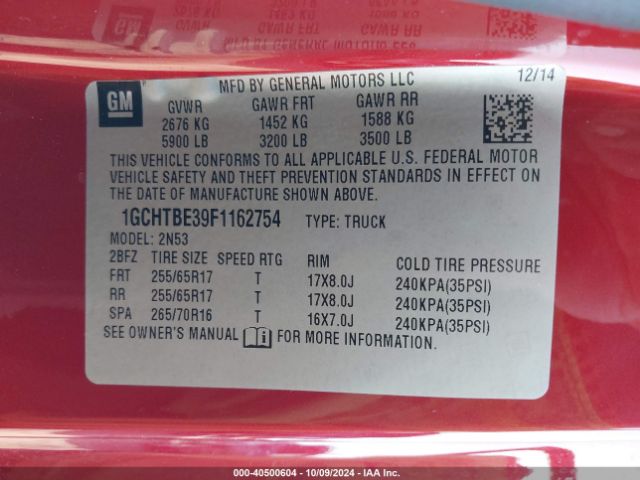 GM
MFD BY GENERAL MOTORS LLC 12/14
GVWR GAWR FRT GAWR RR
2676 KG 1452 KG 1588 KG
5900 LB 3200 LB 3500 LB
THIS VEHICLE CONFORMS TO ALL APPLICABLE U.S. FEDERAL MOTOR
VEHICLE SAFETY AND THEFT PREVENTION STANDARDS IN EFFECT ON
THE DATE OF MANUFACTURE SHOWN ABOVE.
1GCHTBE39F1162754 TYPE: TRUCK
MODEL: 2N53
2BFZ TIRE SIZE SPEED RTG RIM COLD TIRE PRESSURE
FRT 255/65R17 T 17X8.0J 240KPA(35PSI)
RR 255/65R17 T 17X8.0J 240KPA(35PSI)
SPA 265/70R16 T 16X7.0J 240KPA(35PSI)
SEE OWNER'S MANUAL FOR MORE INFORMATION.
000-40500604 - 10/09/2024 - IAA Inc.